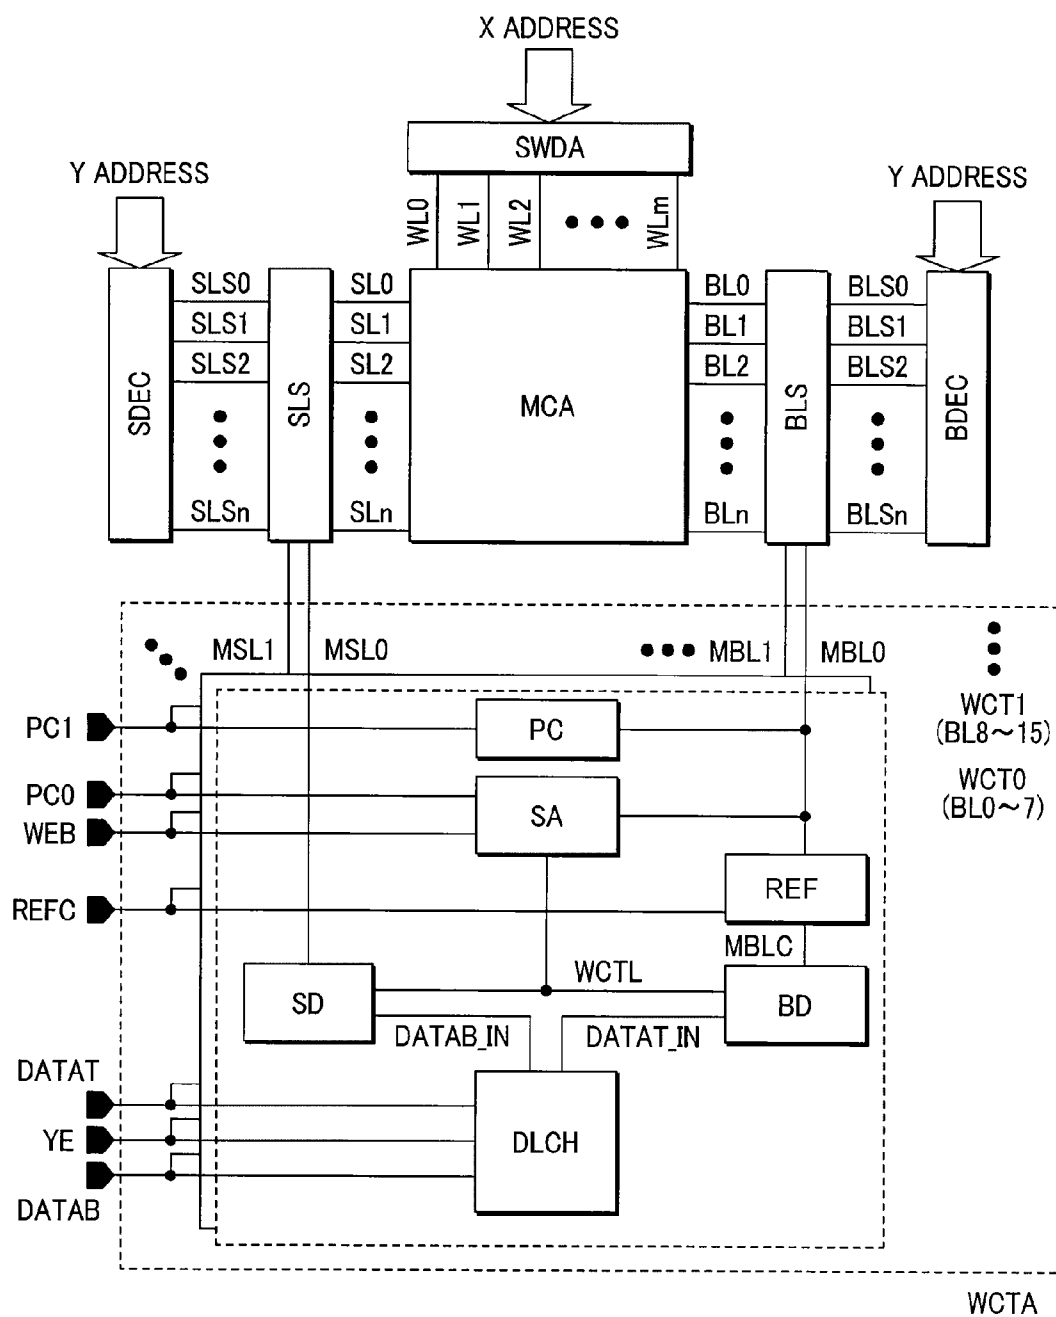 X ADDRESS
SWDA
Y ADDRESS
Y ADDRESS
WL0
WL1
WL2
WLm
SDEC
SLS0
SLS1
SLS2
SLSn
SLS
SL0
SL1
SL2
SLn
MCA
BL0
BL1
BL2
BLn
BLS
BLS0
BLS1
BLS2
BLSn
BDEC
MSL1
MSL0
MBL1
MBL0
WCT1
(BL8～15)
WCT0
(BL0～7)
PC1
PC
PC0
WEB
SA
REFC
REF
MBLC
WCTL
SD
BD
DATAB_IN
DATAT_IN
DATAT
YE
DLCH
DATAB
WCTA